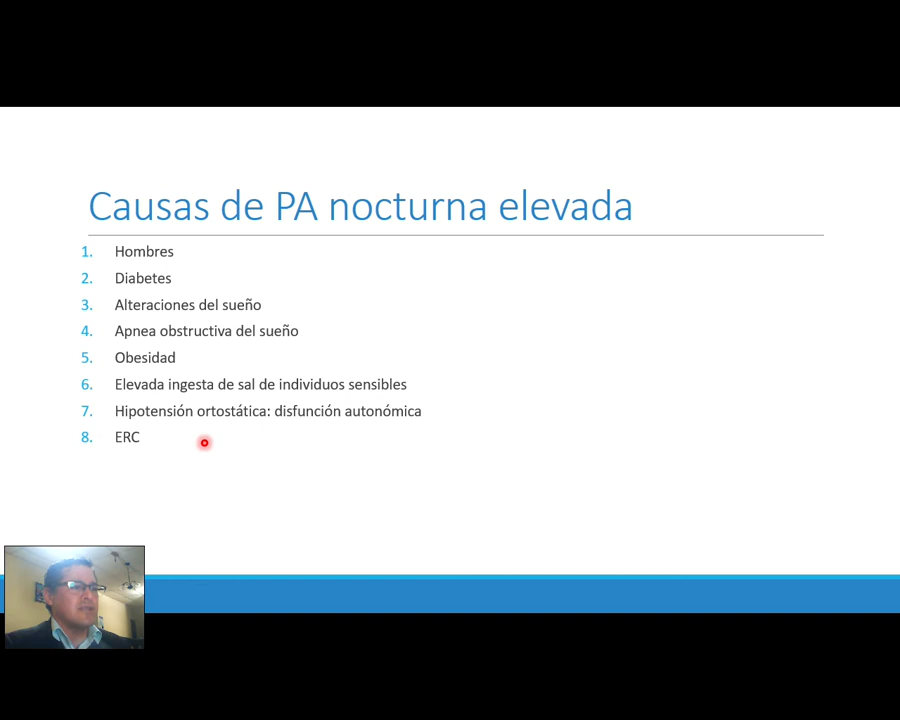 Causas de PA nocturna elevada
1. Hombres
2. Diabetes
3. Alteraciones del sueño
4. Apnea obstructiva del sueño
5. Obesidad
6. Elevada ingesta de sal de individuos sensibles
7. Hipotensión ortostática: disfunción autonómica
8. ERC